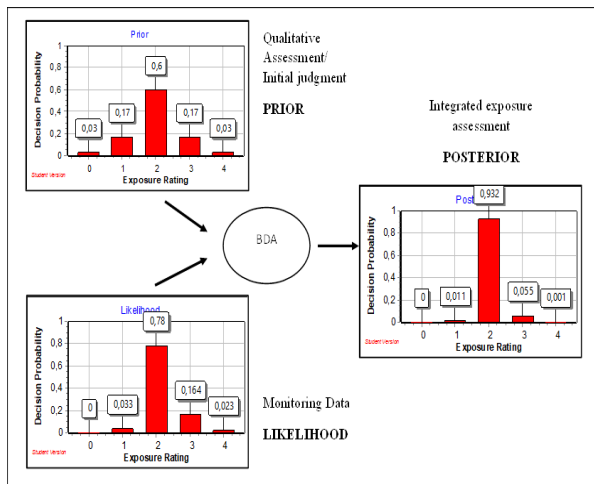 Prior
Decision Probability
1
0,8
0,6
0,4
0,2
0
0,03
0,17
0,6
0,17
0,03
0 1 2 3 4
Exposure Rating
Student Version
Qualitative
Assessment/
Initial judgment
PRIOR
Integrated exposure
assessment
POSTERIOR
BDA
Likelihood
Decision Probability
1
0,8
0,6
0,4
0,2
0
0
0,033
0,78
0,164
0,023
0 1 2 3 4
Exposure Rating
Student Version
Monitoring Data
LIKELIHOOD
Decision Probability
1
0,8
0,6
0,4
0,2
0
0
0,011
0,932
0,055
0,001
0 1 2 3 4
Exposure Rating
Student Version